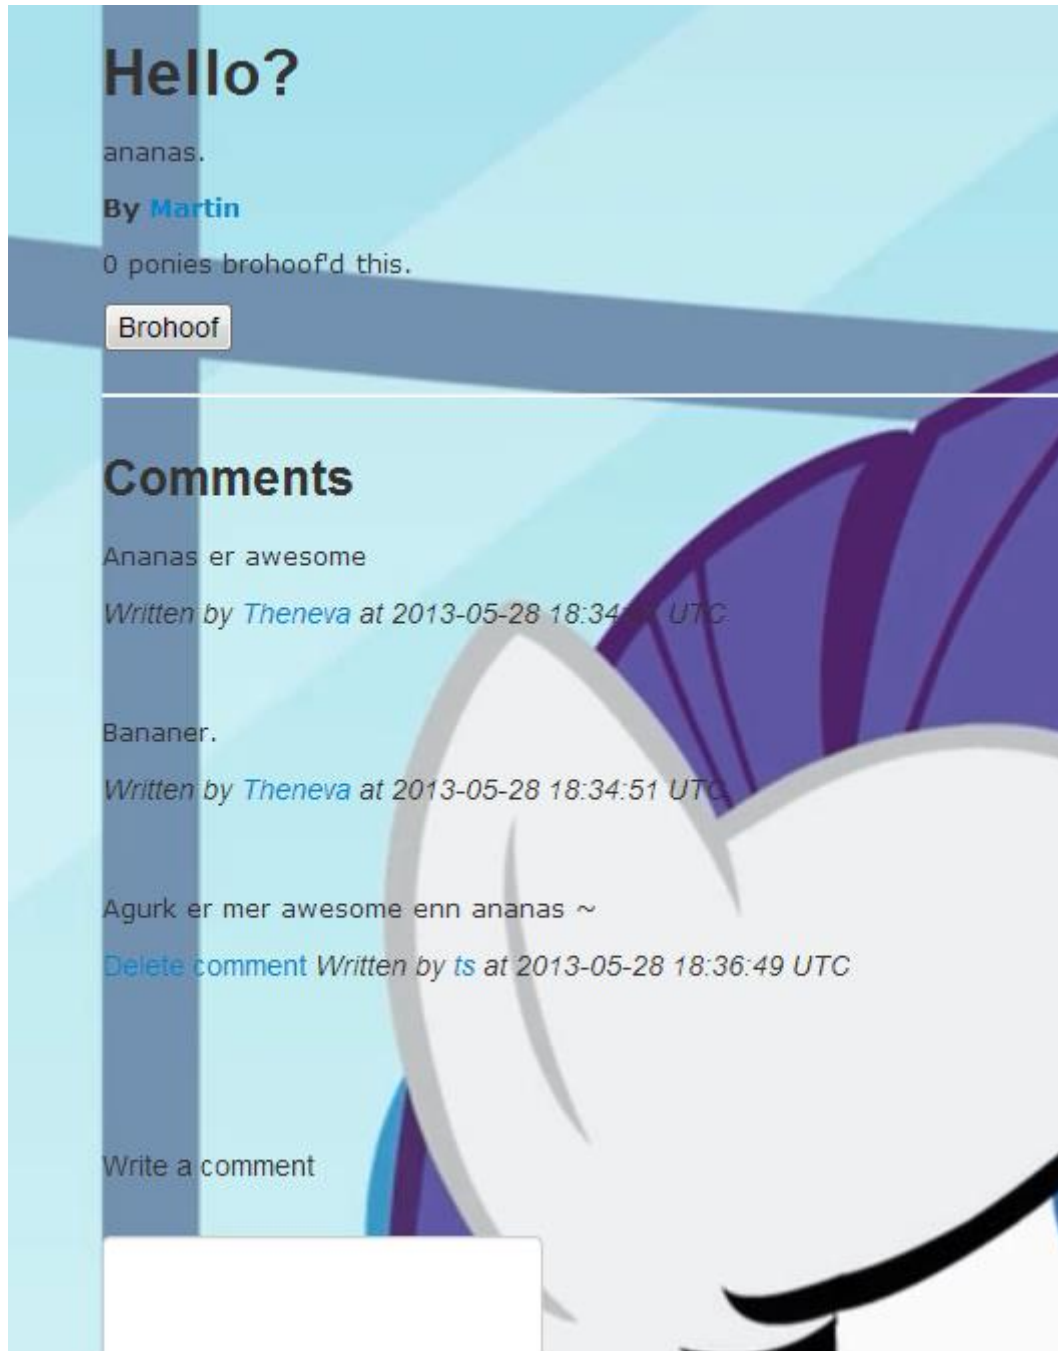 Hello?
ananas.
By Martin
0 ponies brohoof'd this.
Brohoof
Comments
Ananas er awesome
Written by Theneva at 2013-05-28 18:34 UTC
Bananer.
Written by Theneva at 2013-05-28 18:34:51 UTC
Agurk er mer awesome enn ananas ~
Delete comment Written by ts at 2013-05-28 18:36:49 UTC
Write a comment